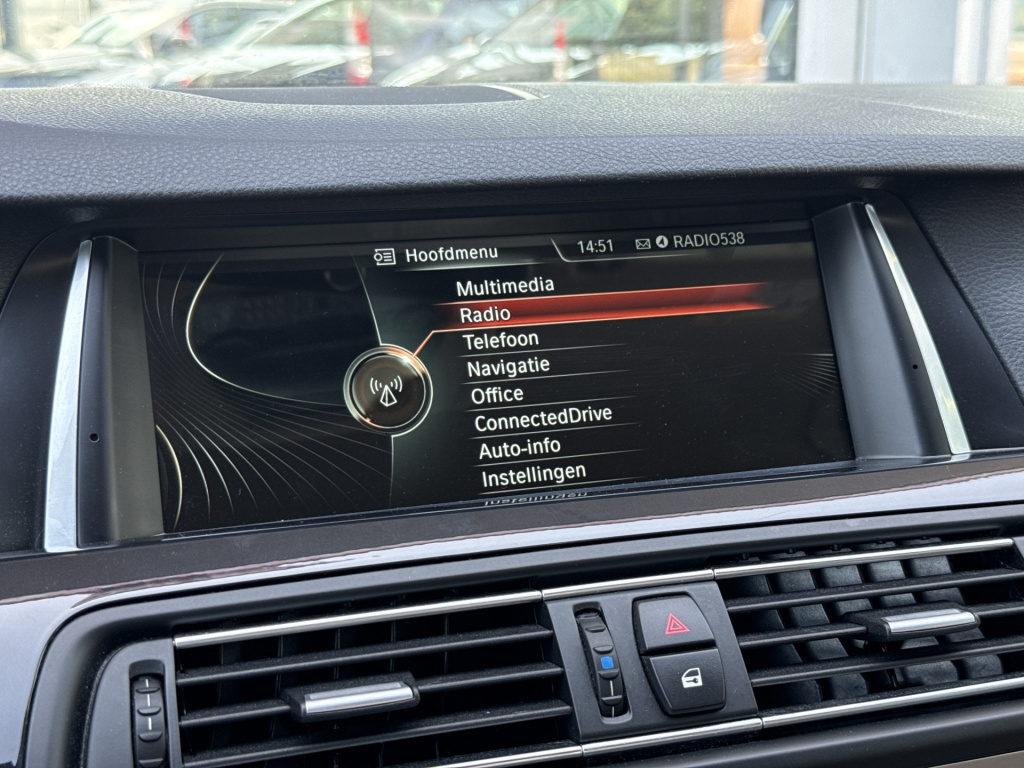 Hoofdmenu
14:51 RADIO538
Multimedia
Radio
Telefoon
Navigatie
Office
ConnectedDrive
Auto-info
Instellingen